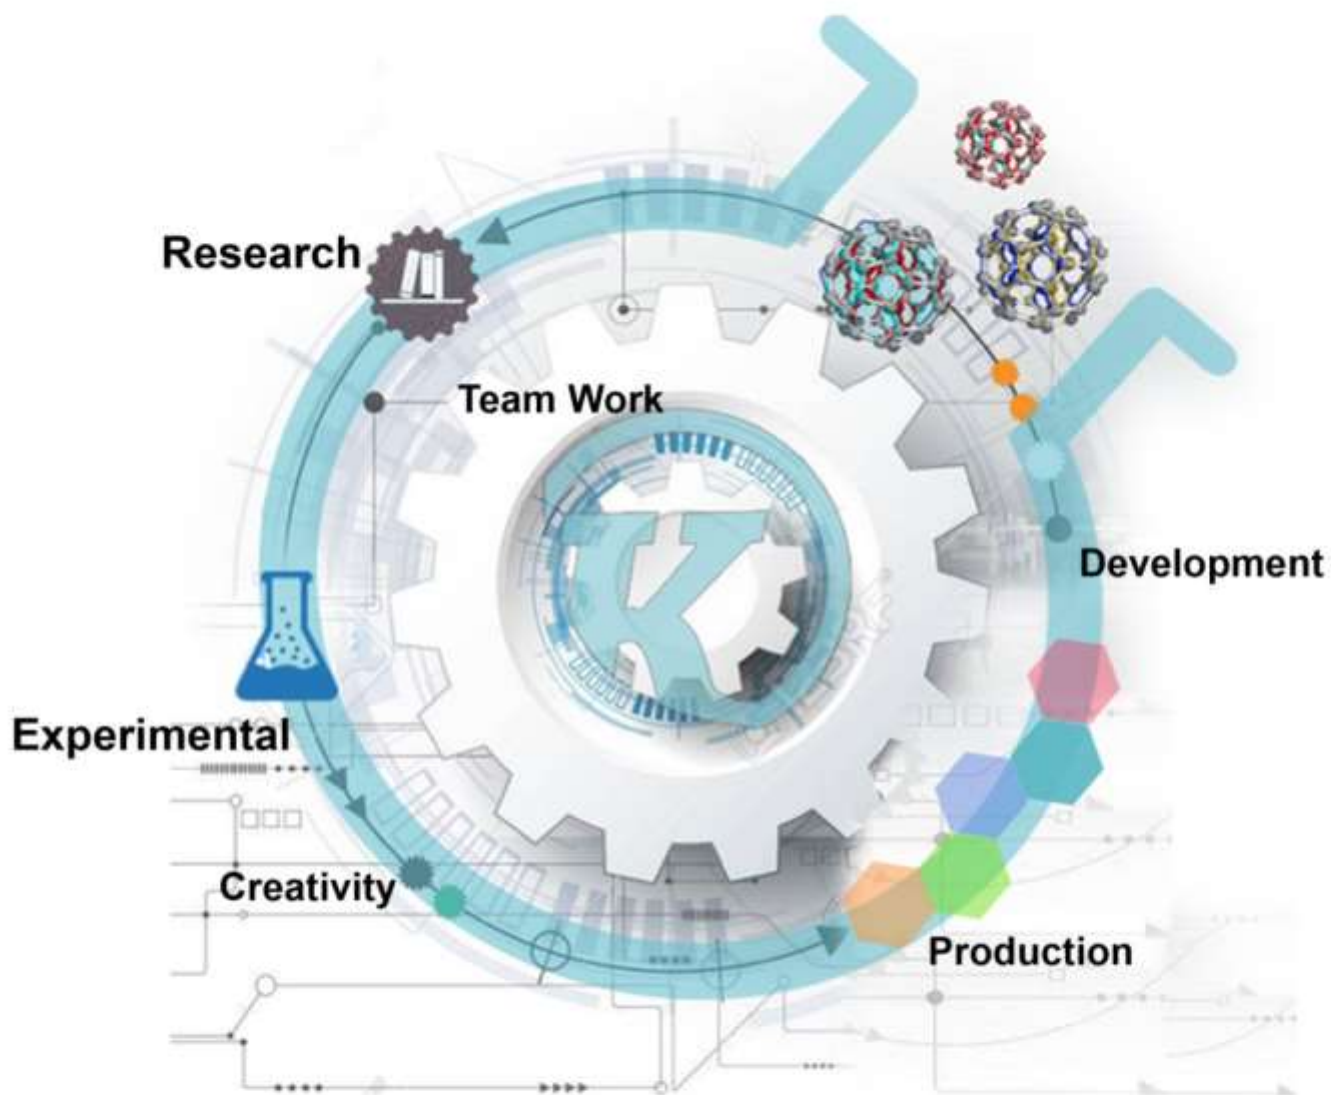 Research
Team Work
K
Development
Experimental
Creativity
Production